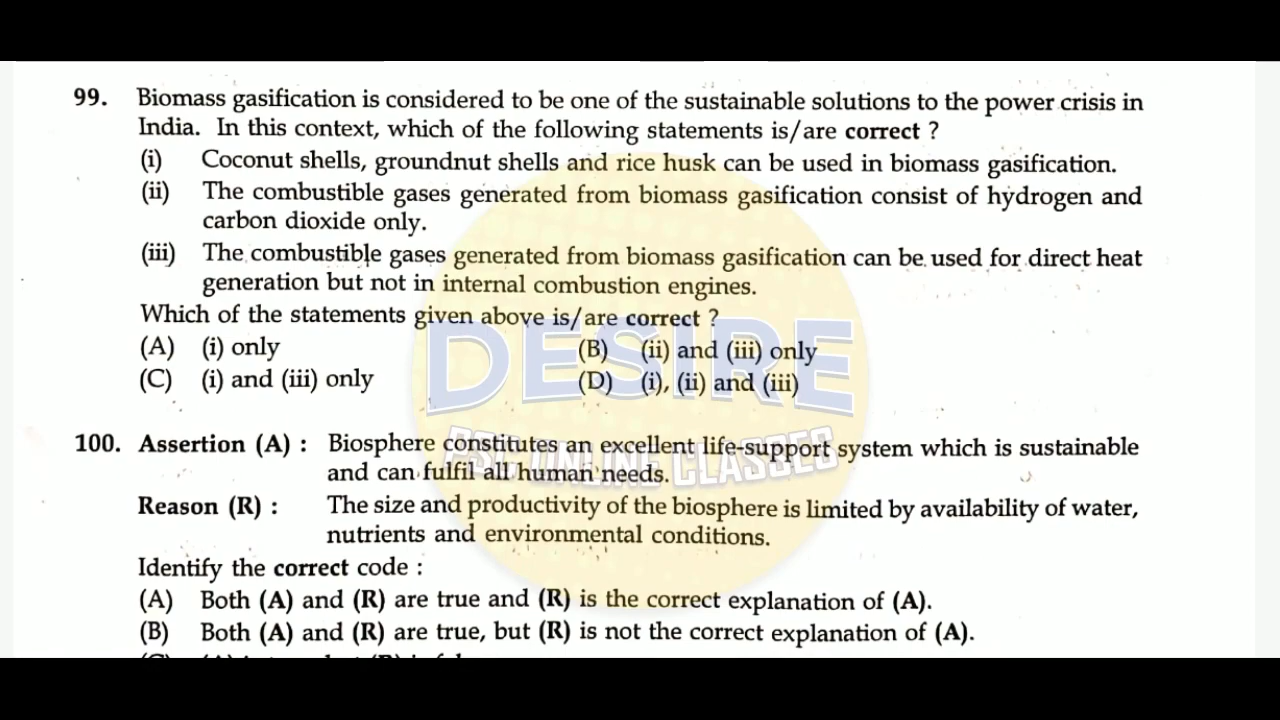 99. Biomass gasification is considered to be one of the sustainable solutions to the power crisis in
India. In this context, which of the following statements is/are correct ?
(i) Coconut shells, groundnut shells and rice husk can be used in biomass gasification.
(ii) The combustible gases generated from biomass gasification consist of hydrogen and
carbon dioxide only.
(iii) The combustible gases generated from biomass gasification can be used for direct heat
generation but not in internal combustion engines.
Which of the statements given above is/are correct ?
(A) (i) only (B) (ii) and (iii) only
(C) (i) and (iii) only (D) (i), (ii) and (iii)
DESIRE
PSC ONLINE CLASSES
100. Assertion (A) : Biosphere constitutes an excellent life-support system which is sustainable
and can fulfil all human needs.
Reason (R) : The size and productivity of the biosphere is limited by availability of water,
nutrients and environmental conditions.
Identify the correct code :
(A) Both (A) and (R) are true and (R) is the correct explanation of (A).
(B) Both (A) and (R) are true, but (R) is not the correct explanation of (A).